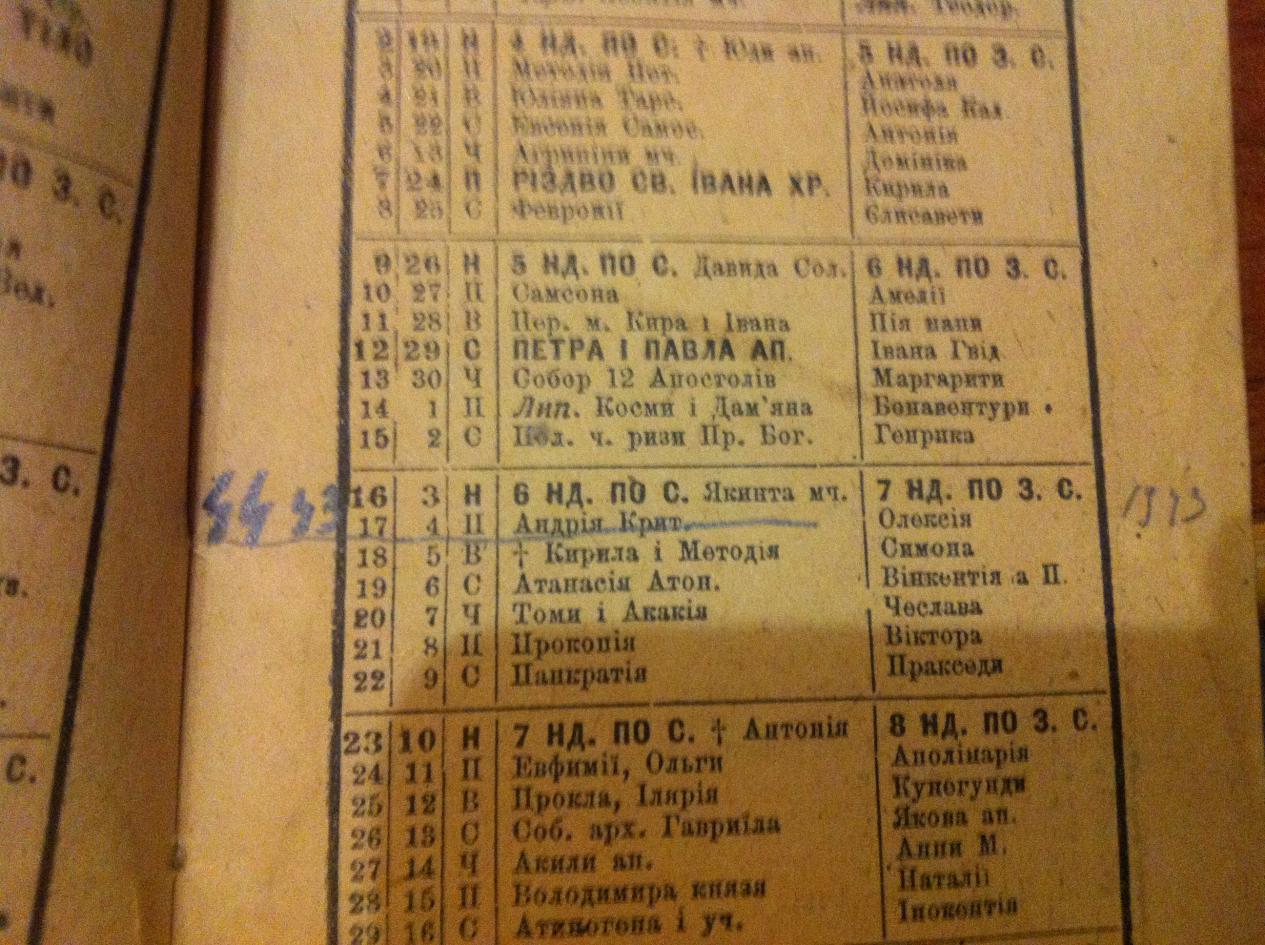 Теодор.
2 19 Н 4 НД. ПО С. † Юди ап. 5 НД. ПО З. С.
3 20 П Методія Пет. Анатоля
4 21 В Юліяна Тарс. Йосифа Кал.
5 22 С Евсевія Самос. Антонія
6 13 Ч Агрипіни мч. Домініка
7 24 П РІЗДВО СВ. ІВАНА ХР. Кирила
8 25 С Февронії Єлисавети
9 26 Н 5 НД. ПО С. Давида Сол. 6 НД. ПО З. С.
10 27 П Самсона Амелії
11 28 В Пер. м. Кира і Івана Пія папи
12 29 С ПЕТРА І ПАВЛА АП. Івана Гвід
13 30 Ч Собор 12 Апостолів Маргарити
14 1 П Лип. Косми і Дам’яна Бонавентури •
15 2 С Пол. ч. ризи Пр. Бог. Генрика
16 3 Н 6 НД. ПО С. Якинта мч. 7 НД. ПО З. С. 1943
17 4 П Андрія Крит. Олексія
18 5 В † Кирила і Методія Симона
19 6 С Атанасія Атон. Вінкентія а П.
20 7 Ч Томи і Акакія Чеслава
21 8 П Прокопія Віктора
22 9 С Панкратія Пракседи
23 10 Н 7 НД. ПО С. † Антонія 8 НД. ПО З. С.
24 11 П Евфимії, Ольги Аполінарія
25 12 В Прокла, Ілярія Кунегунди
26 13 С Соб. арх. Гавриїла Якова ап.
27 14 Ч Акили ап. Анни М.
28 15 П Володимира князя Наталії
29 16 С Атиногена і уч. Інокентія
ПО З. С.
З. С.
С.